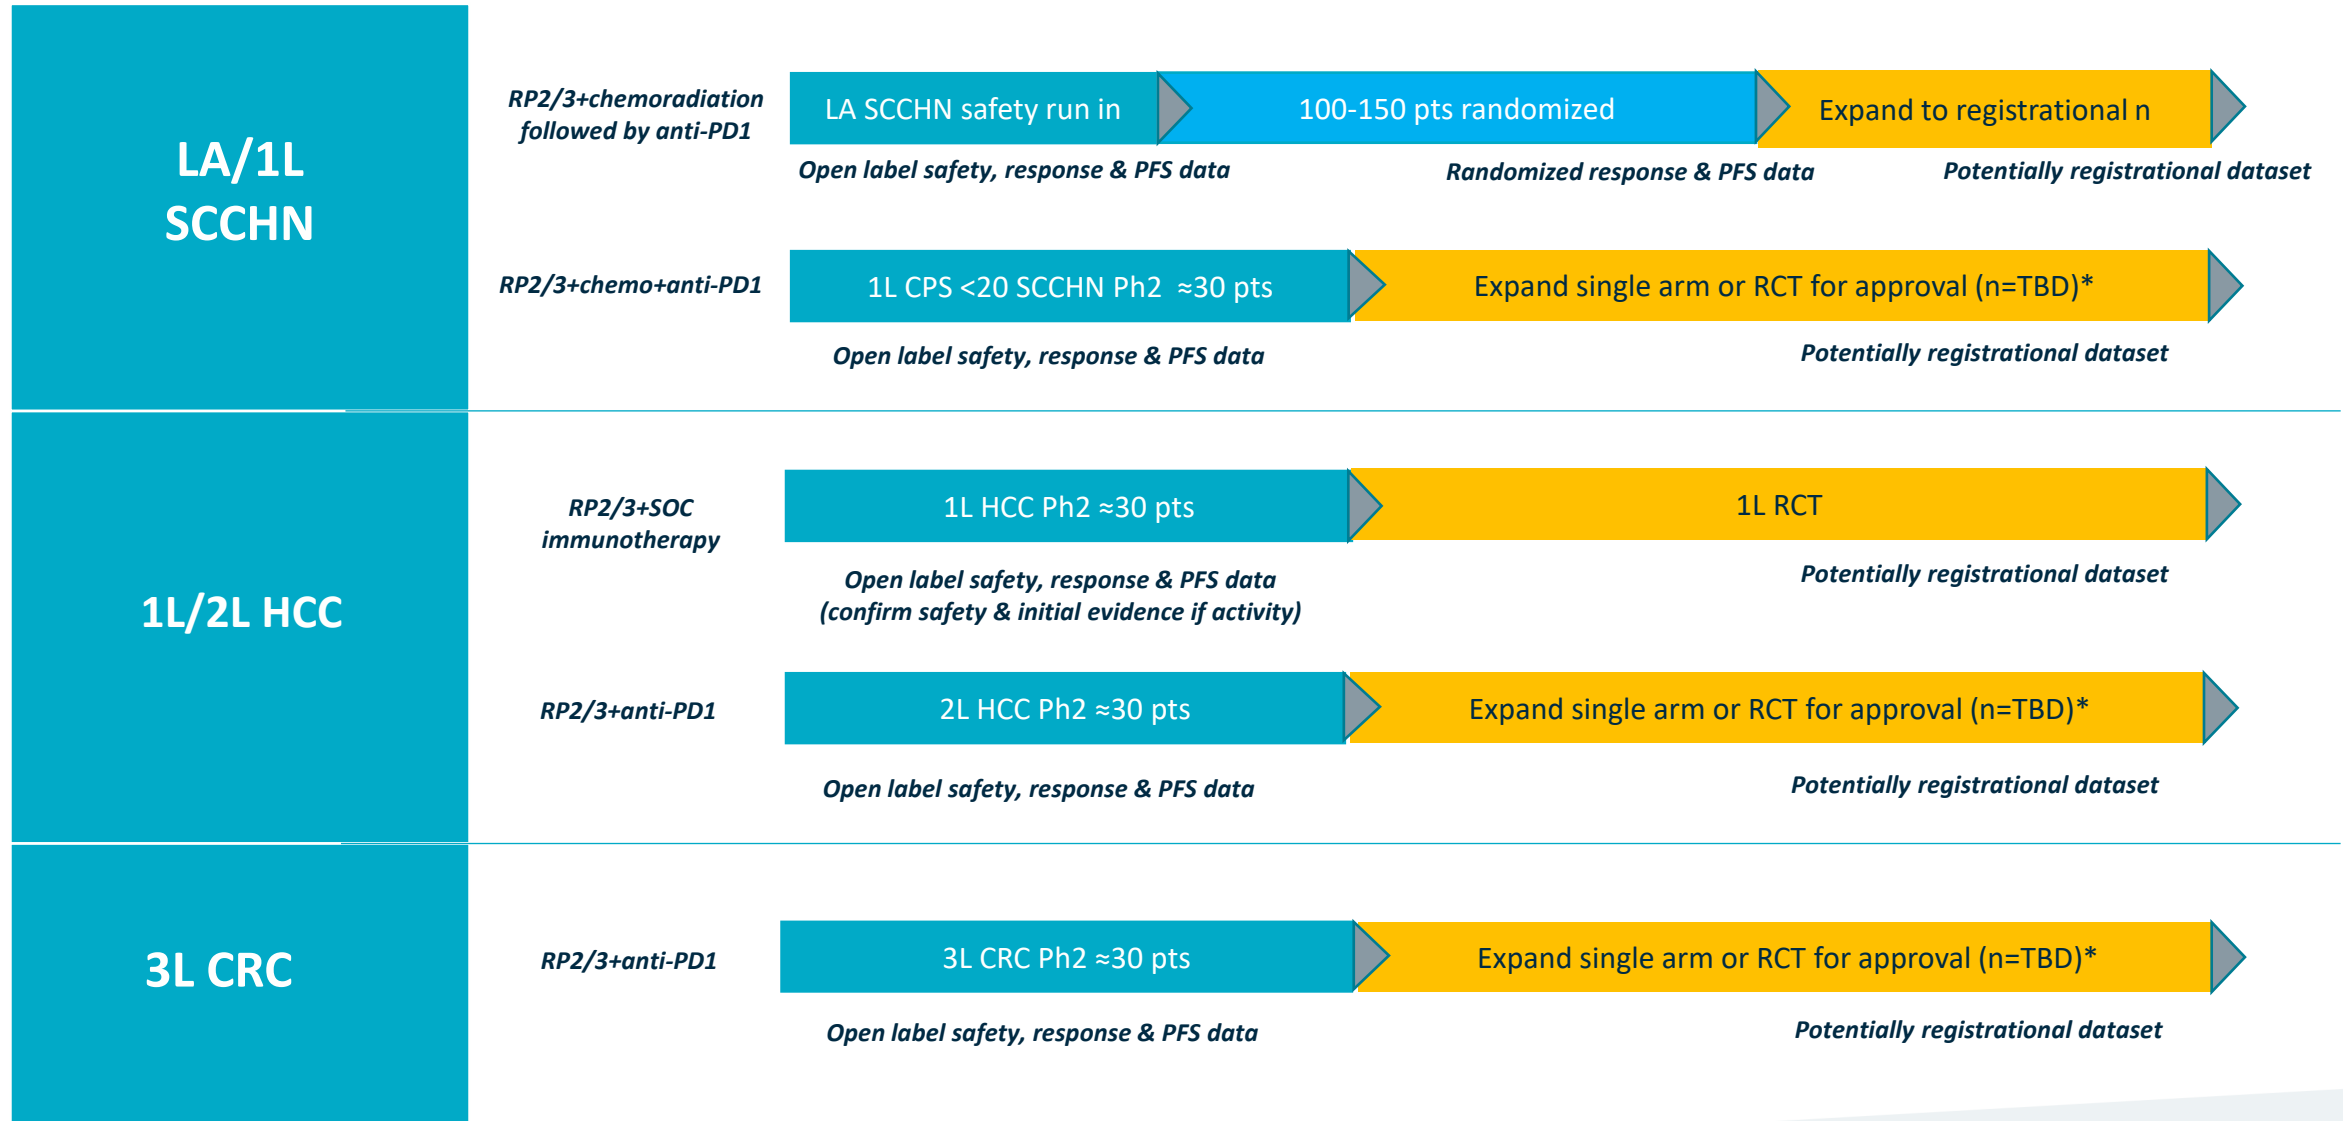 LA/1L
SCCHN
RP2/3+chemoradiation
followed by anti-PD1
LA SCCHN safety run in
100-150 pts randomized
Expand to registrational n
Open label safety, response & PFS data
Randomized response & PFS data
Potentially registrational dataset
RP2/3+chemo+anti-PD1
1L CPS <20 SCCHN Ph2 ≈30 pts
Expand single arm or RCT for approval (n=TBD)*
Open label safety, response & PFS data
Potentially registrational dataset
1L/2L HCC
RP2/3+SOC
immunotherapy
1L HCC Ph2 ≈30 pts
1L RCT
Open label safety, response & PFS data
(confirm safety & initial evidence if activity)
Potentially registrational dataset
RP2/3+anti-PD1
2L HCC Ph2 ≈30 pts
Expand single arm or RCT for approval (n=TBD)*
Open label safety, response & PFS data
Potentially registrational dataset
3L CRC
RP2/3+anti-PD1
3L CRC Ph2 ≈30 pts
Expand single arm or RCT for approval (n=TBD)*
Open label safety, response & PFS data
Potentially registrational dataset